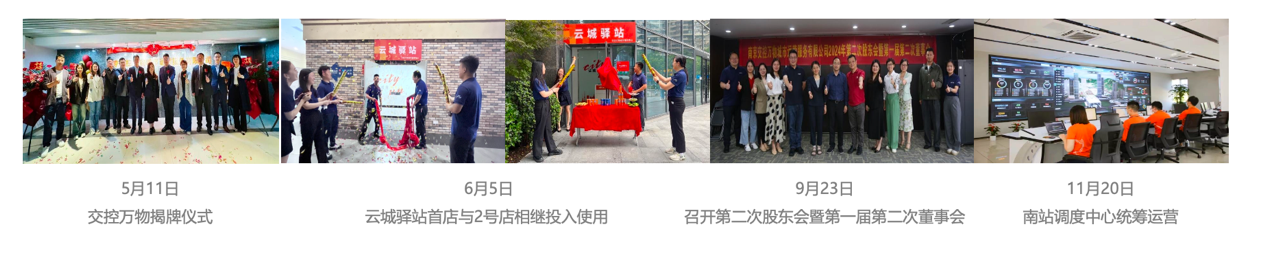 云城驿站
云城驿站
5月11日
交控万物揭牌仪式
6月5日
云城驿站首店与2号店相继投入使用
9月23日
召开第二次股东会暨第一届第二次董事会
11月20日
南站调度中心统筹运营